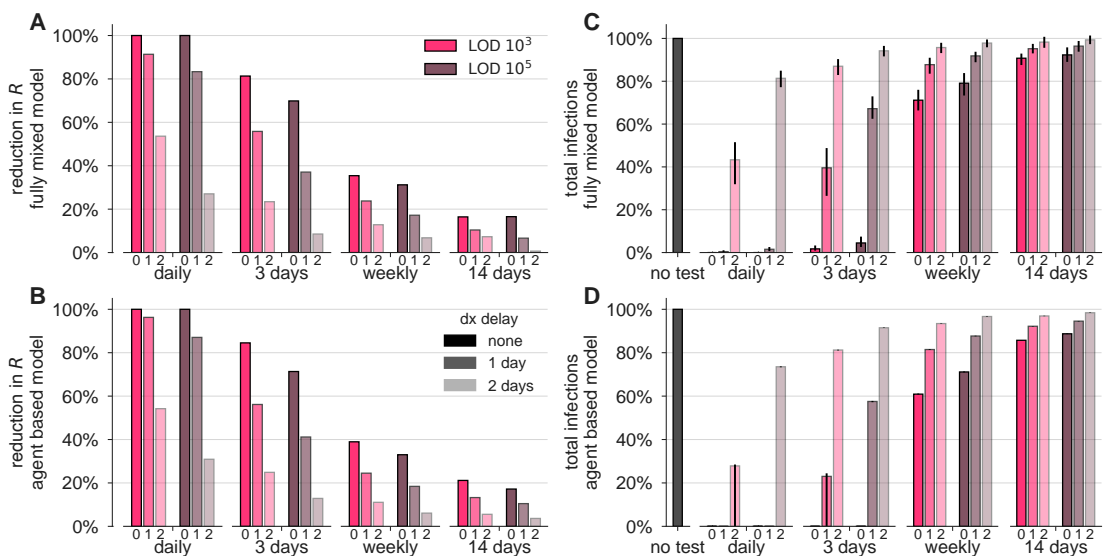 A
reduction in R
fully mixed model
100%
80%
60%
40%
20%
0%
LOD 10³
LOD 10⁵
0 1 2 0 1 2 0 1 2 0 1 2 0 1 2 0 1 2 0 1 2 0 1 2
daily 3 days weekly 14 days
C
total infections
fully mixed model
100%
80%
60%
40%
20%
0%
0 1 2 0 1 2 0 1 2 0 1 2 0 1 2 0 1 2 0 1 2 0 1 2
no test daily 3 days weekly 14 days
B
reduction in R
agent based model
100%
80%
60%
40%
20%
0%
dx delay
none
1 day
2 days
0 1 2 0 1 2 0 1 2 0 1 2 0 1 2 0 1 2 0 1 2 0 1 2
daily 3 days weekly 14 days
D
total infections
agent based model
100%
80%
60%
40%
20%
0%
0 1 2 0 1 2 0 1 2 0 1 2 0 1 2 0 1 2 0 1 2 0 1 2
no test daily 3 days weekly 14 days